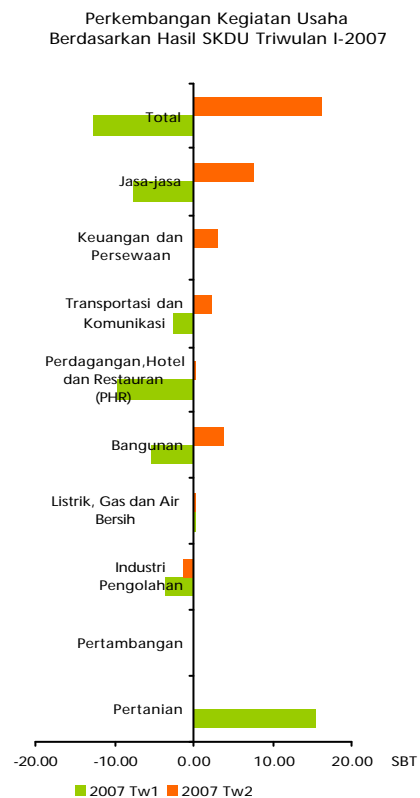 Perkembangan Kegiatan Usaha
Berdasarkan Hasil SKDU Triwulan I-2007
Total
Jasa-jasa
Keuangan dan
Persewaan
Transportasi dan
Komunikasi
Perdagangan,Hotel
dan Restauran
(PHR)
Bangunan
Listrik, Gas dan Air
Bersih
Industri
Pengolahan
Pertambangan
Pertanian
-20.00 -10.00 0.00 10.00 20.00 SBT
2007 Tw1 2007 Tw2